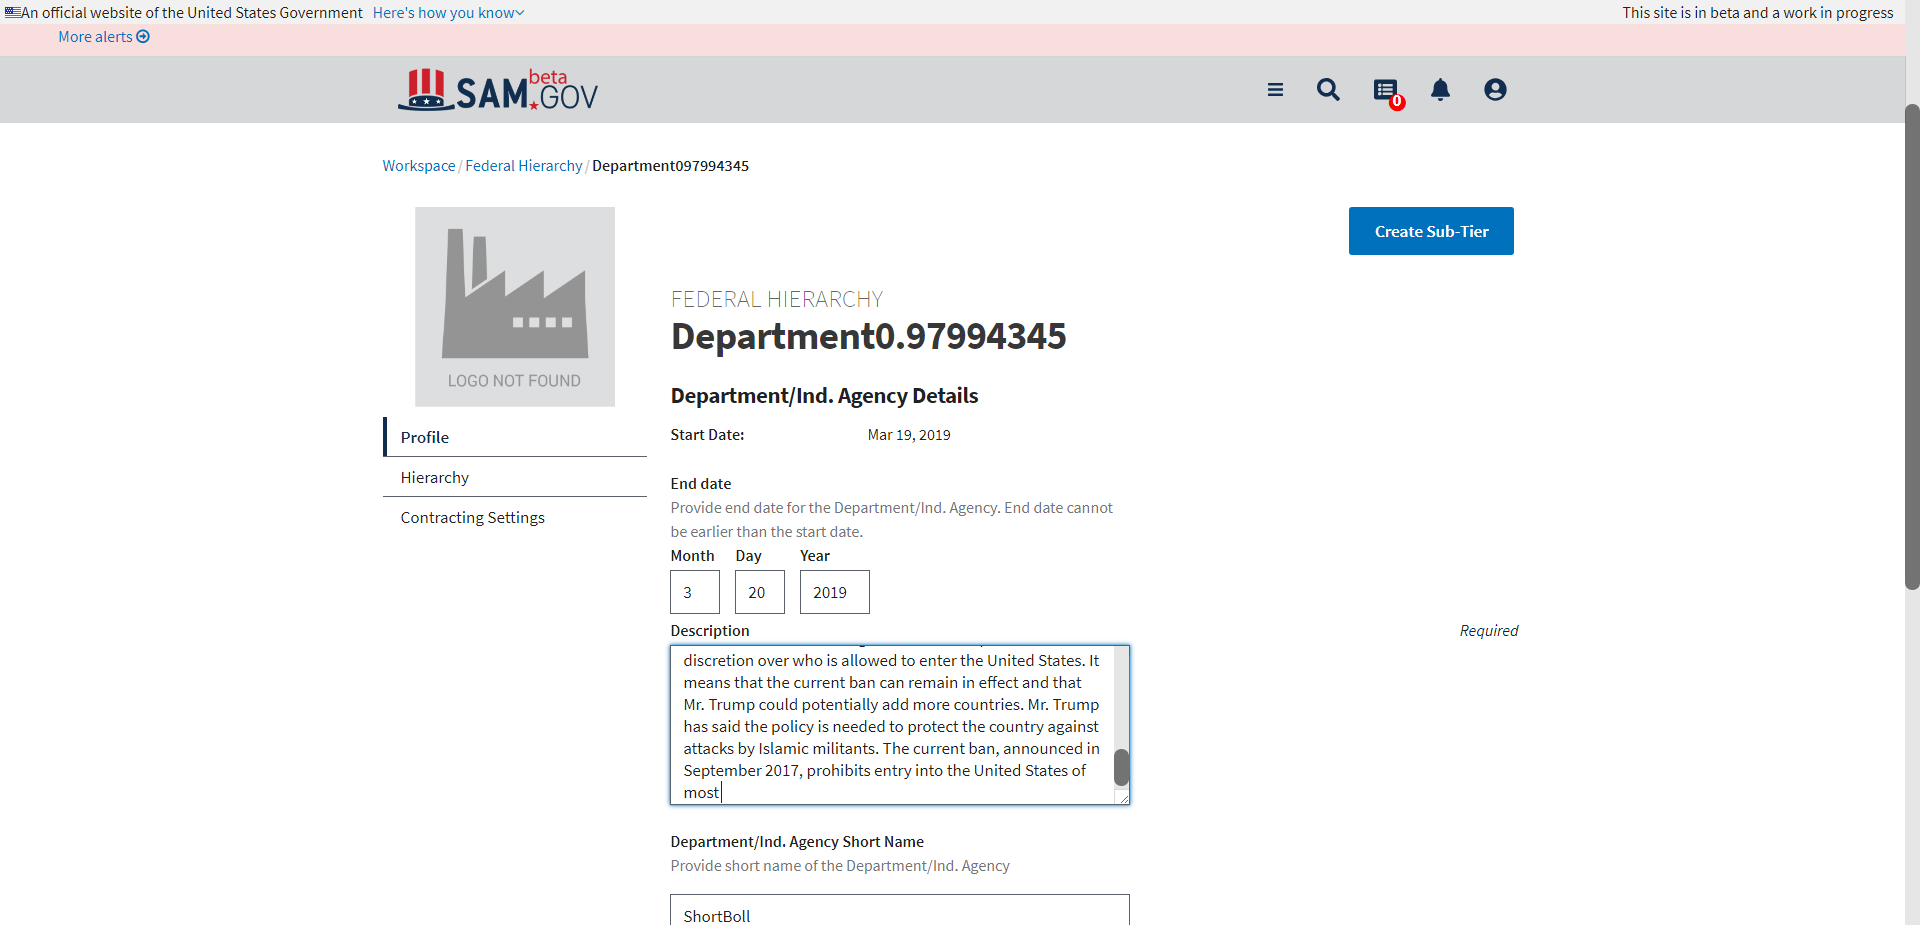 An official website of the United States Government Here's how you know
This site is in beta and a work in progress
More alerts
SAM.GOV beta
0
Workspace / Federal Hierarchy / Department097994345
LOGO NOT FOUND
Create Sub-Tier
FEDERAL HIERARCHY
Department0.97994345
Department/Ind. Agency Details
Start Date: Mar 19, 2019
Profile
Hierarchy
Contracting Settings
End date
Provide end date for the Department/Ind. Agency. End date cannot
be earlier than the start date.
Month Day Year
3 20 2019
Description Required
discretion over who is allowed to enter the United States. It
means that the current ban can remain in effect and that
Mr. Trump could potentially add more countries. Mr. Trump
has said the policy is needed to protect the country against
attacks by Islamic militants. The current ban, announced in
September 2017, prohibits entry into the United States of
most
Department/Ind. Agency Short Name
Provide short name of the Department/Ind. Agency
ShortBoll